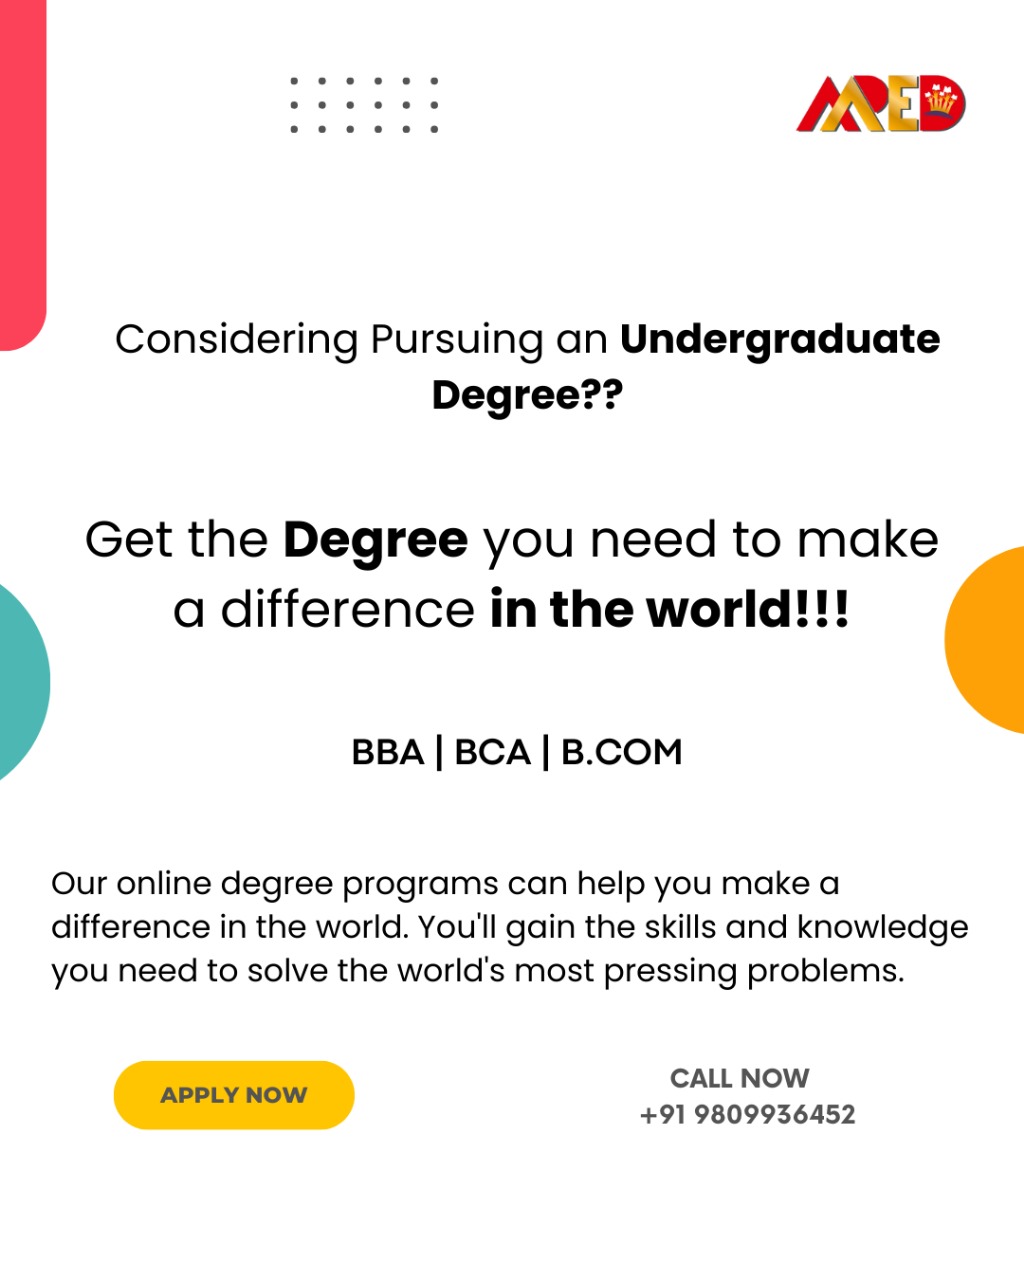 MRED
Considering Pursuing an Undergraduate
Degree??
Get the Degree you need to make
a difference in the world!!!
BBA | BCA | B.COM
Our online degree programs can help you make a
difference in the world. You'll gain the skills and knowledge
you need to solve the world's most pressing problems.
APPLY NOW
CALL NOW
+91 9809936452